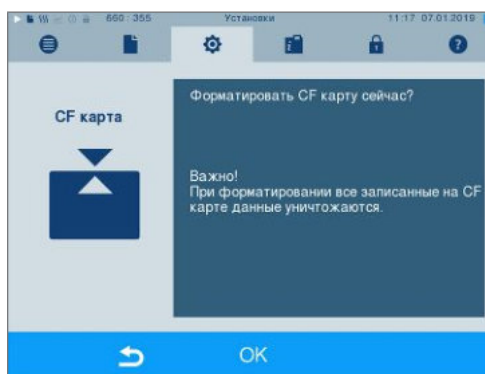 660:355 Установки 11:17 07.01.2019
CF карта
Форматировать CF карту сейчас?
Важно!
При форматировании все записанные на CF
карте данные уничтожаются.
OK